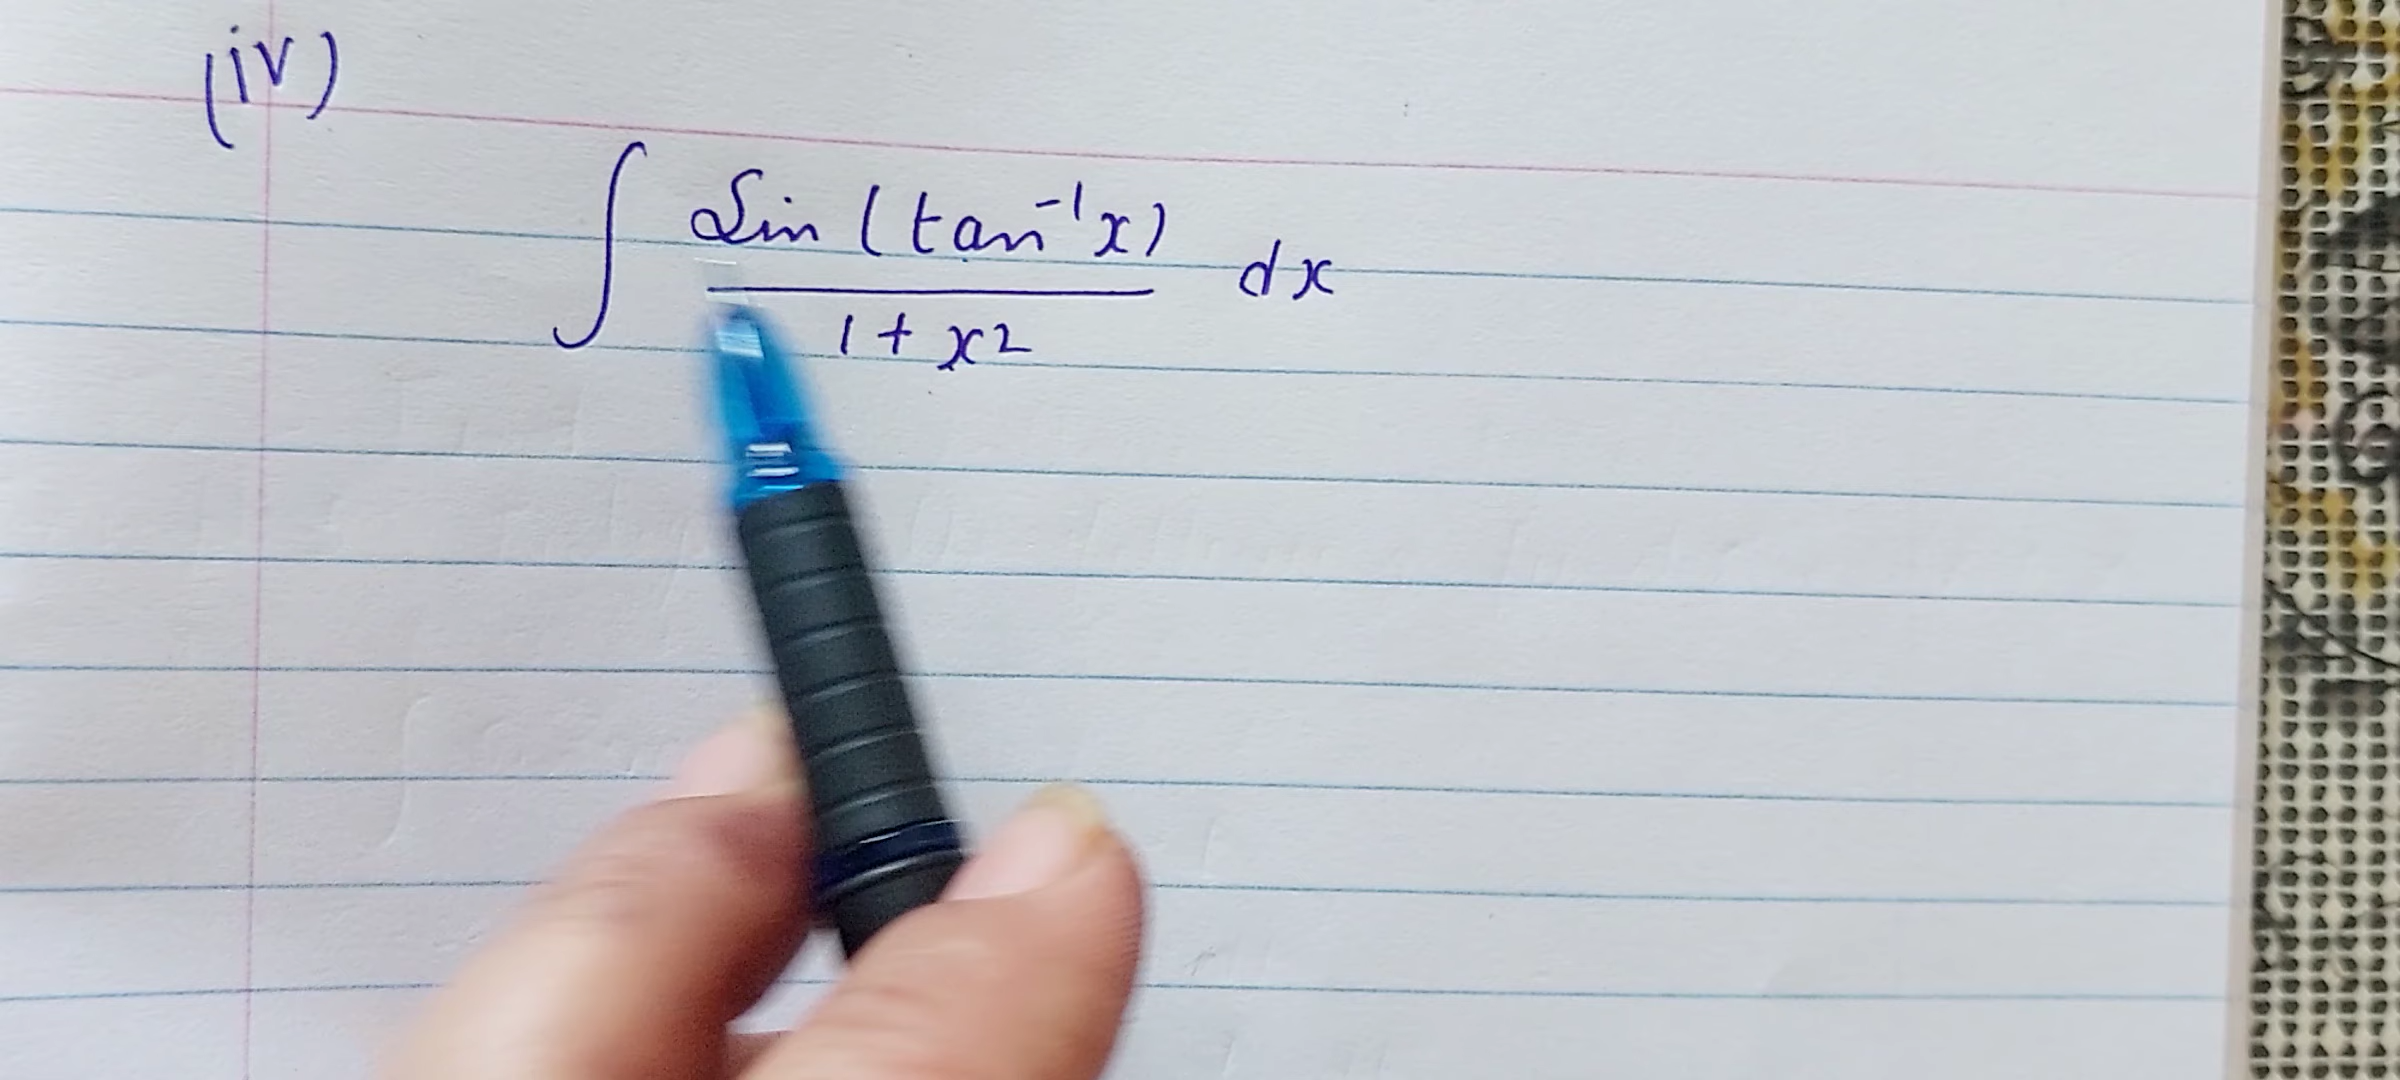 (iv)
∫ Sin (tan⁻¹x) / 1 + x2 dx